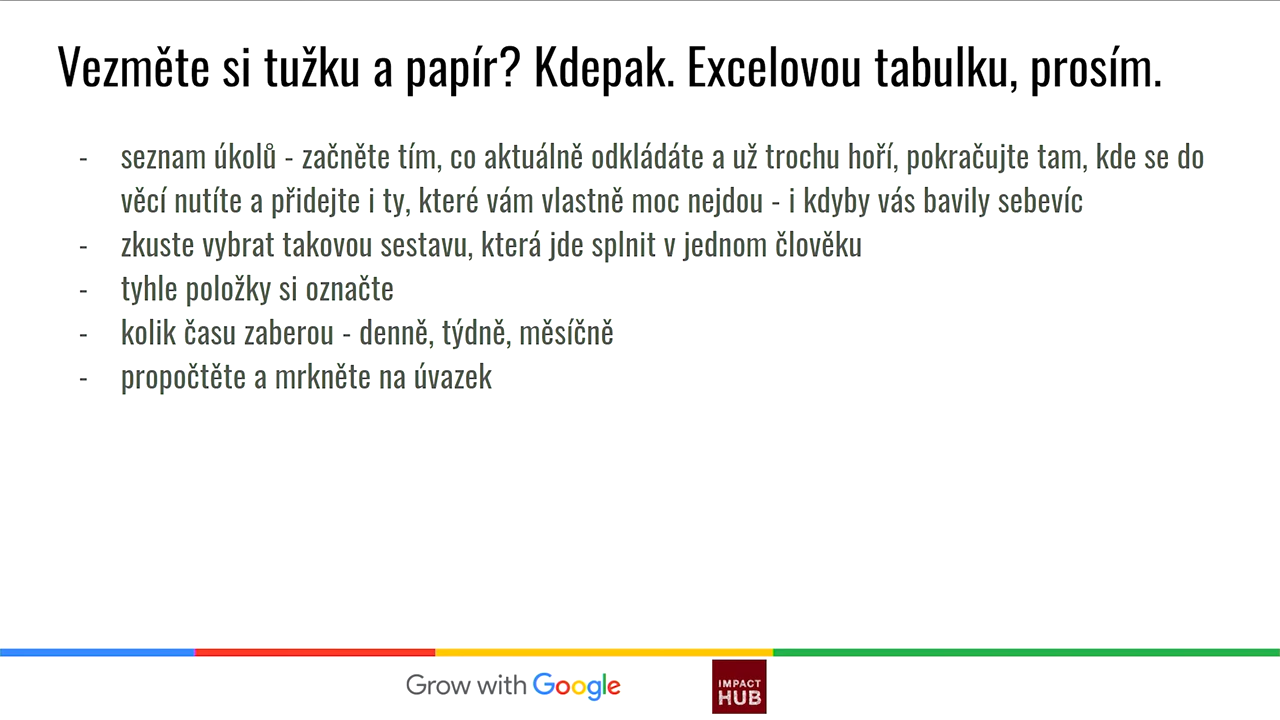 Vezměte si tužku a papír? Kdepak. Excelovou tabulku, prosím.
- seznam úkolů - začněte tím, co aktuálně odkládáte a už trochu hoří, pokračujte tam, kde se do
věcí nutíte a přidejte i ty, které vám vlastně moc nejdou - i kdyby vás bavily sebevíc
- zkuste vybrat takovou sestavu, která jde splnit v jednom člověku
- tyhle položky si označte
- kolik času zaberou - denně, týdně, měsíčně
- propočtěte a mrkněte na úvazek
Grow with Google
IMPACT
HUB